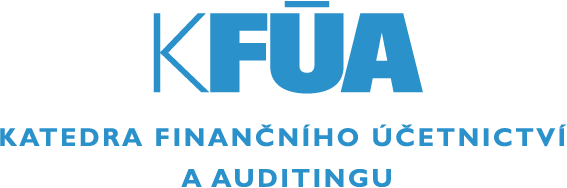 KFŪA
KATEDRA FINANČNÍHO ÚČETNICTVÍ
A AUDITINGU